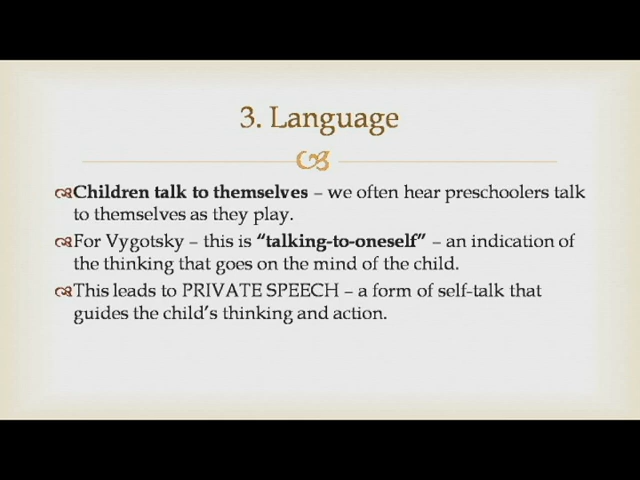 3. Language
Children talk to themselves – we often hear preschoolers talk
to themselves as they play.
For Vygotsky – this is “talking-to-oneself” – an indication of
the thinking that goes on the mind of the child.
This leads to PRIVATE SPEECH – a form of self-talk that
guides the child’s thinking and action.